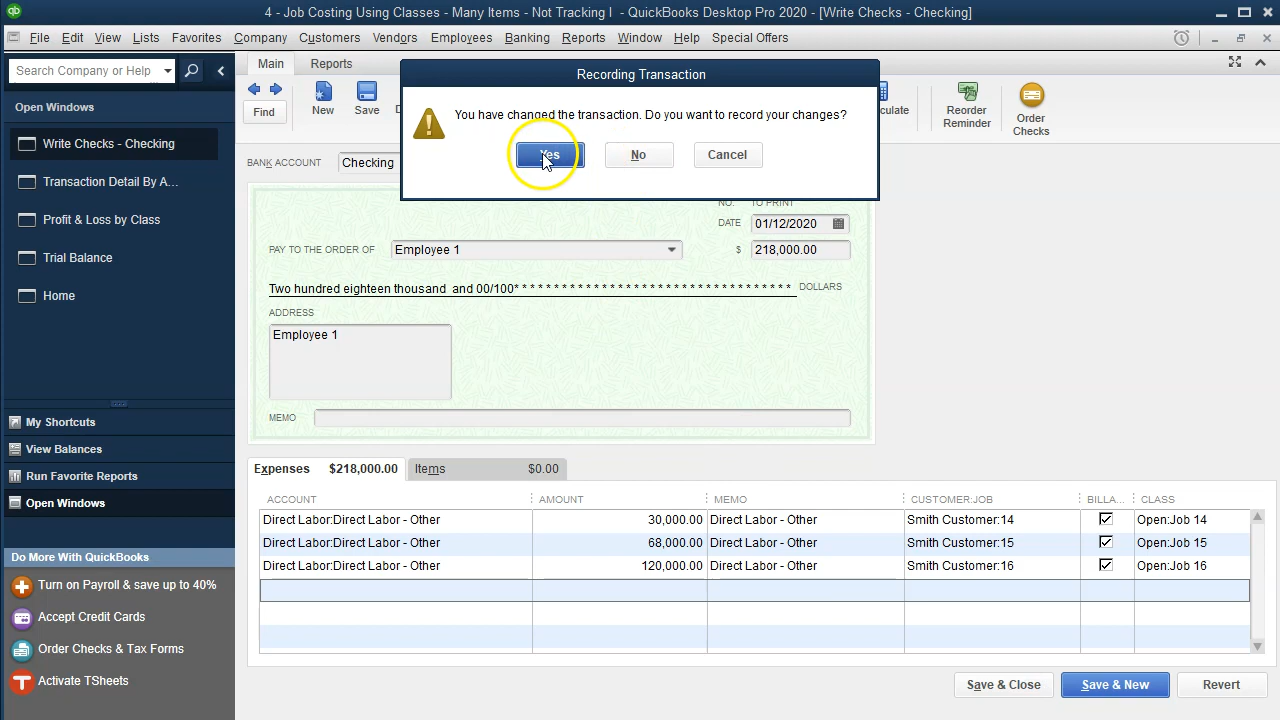 qb 4 - Job Costing Using Classes - Many Items - Not Tracking I - QuickBooks Desktop Pro 2020 - [Write Checks - Checking]
File Edit View Lists Favorites Company Customers Vendors Employees Banking Reports Window Help Special Offers
Search Company or Help
Open Windows
Write Checks - Checking
Transaction Detail By A...
Profit & Loss by Class
Trial Balance
Home
My Shortcuts
View Balances
Run Favorite Reports
Open Windows
Do More With QuickBooks
Turn on Payroll & save up to 40%
Accept Credit Cards
Order Checks & Tax Forms
Activate TSheets
Main Reports
Find
New
Save
Reorder
Reminder
Order
Checks
Recording Transaction
You have changed the transaction. Do you want to record your changes?
Yes No Cancel
BANK ACCOUNT Checking
NO. TO PRINT
DATE 01/12/2020
PAY TO THE ORDER OF Employee 1 $ 218,000.00
Two hundred eighteen thousand and 00/100* * * * * * * * * * * * * * * * * * * * * * * * * * * * * * * * * DOLLARS
ADDRESS
Employee 1
MEMO
Expenses $218,000.00 Items $0.00
ACCOUNT AMOUNT MEMO CUSTOMER:JOB BILLA... CLASS
Direct Labor:Direct Labor - Other 30,000.00 Direct Labor - Other Smith Customer:14 Open:Job 14
Direct Labor:Direct Labor - Other 68,000.00 Direct Labor - Other Smith Customer:15 Open:Job 15
Direct Labor:Direct Labor - Other 120,000.00 Direct Labor - Other Smith Customer:16 Open:Job 16
Save & Close Save & New Revert